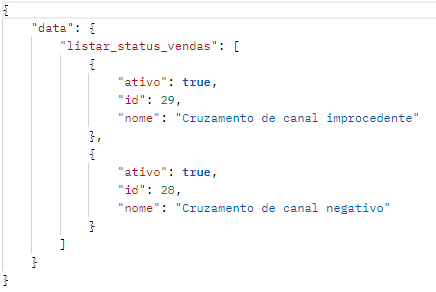 {
    "data": {
        "listar_status_vendas": [
            {
                "ativo": true,
                "id": 29,
                "nome": "Cruzamento de canal improcedente"
            },
            {
                "ativo": true,
                "id": 28,
                "nome": "Cruzamento de canal negativo"
            }
        ]
    }
}